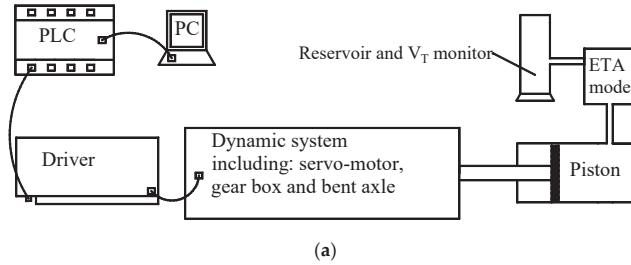 PLC
PC
Reservoir and VT monitor
ETA
mode
Driver
Dynamic system
including: servo-motor,
gear box and bent axle
Piston
(a)